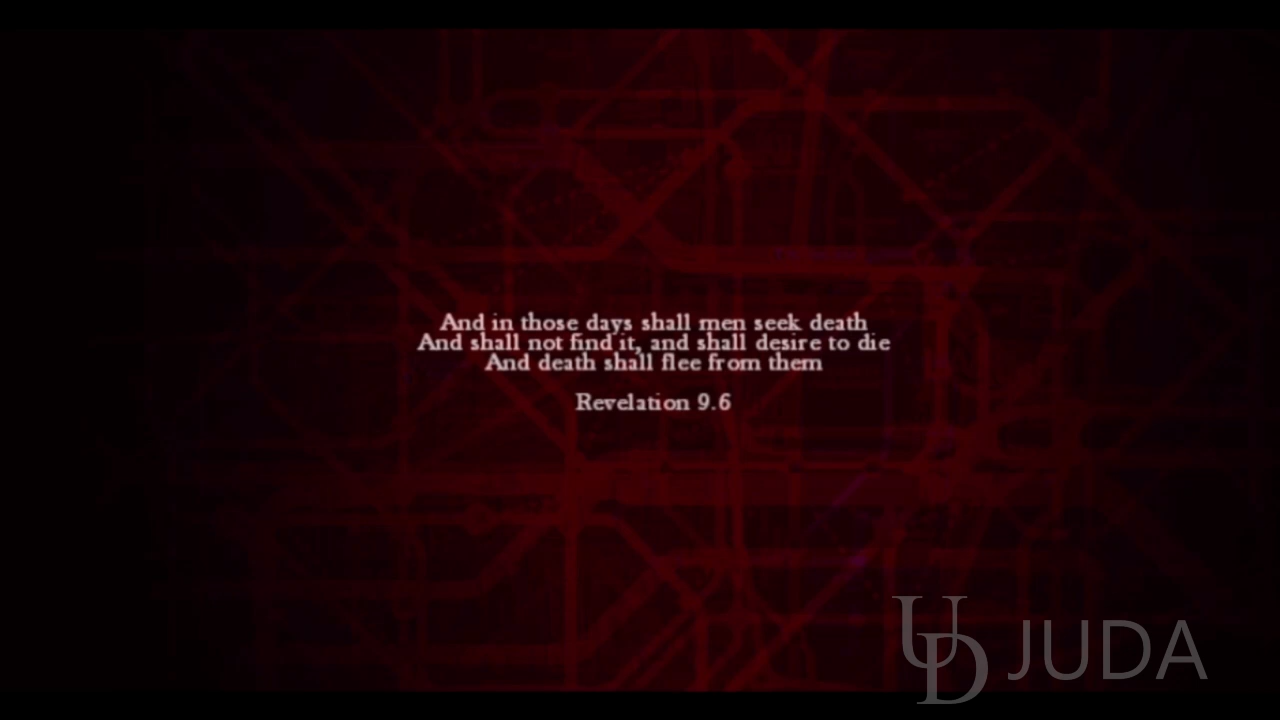 And in those days shall men seek death
And shall not find it, and shall desire to die
And death shall flee from them
Revelation 9.6
UD JUDA